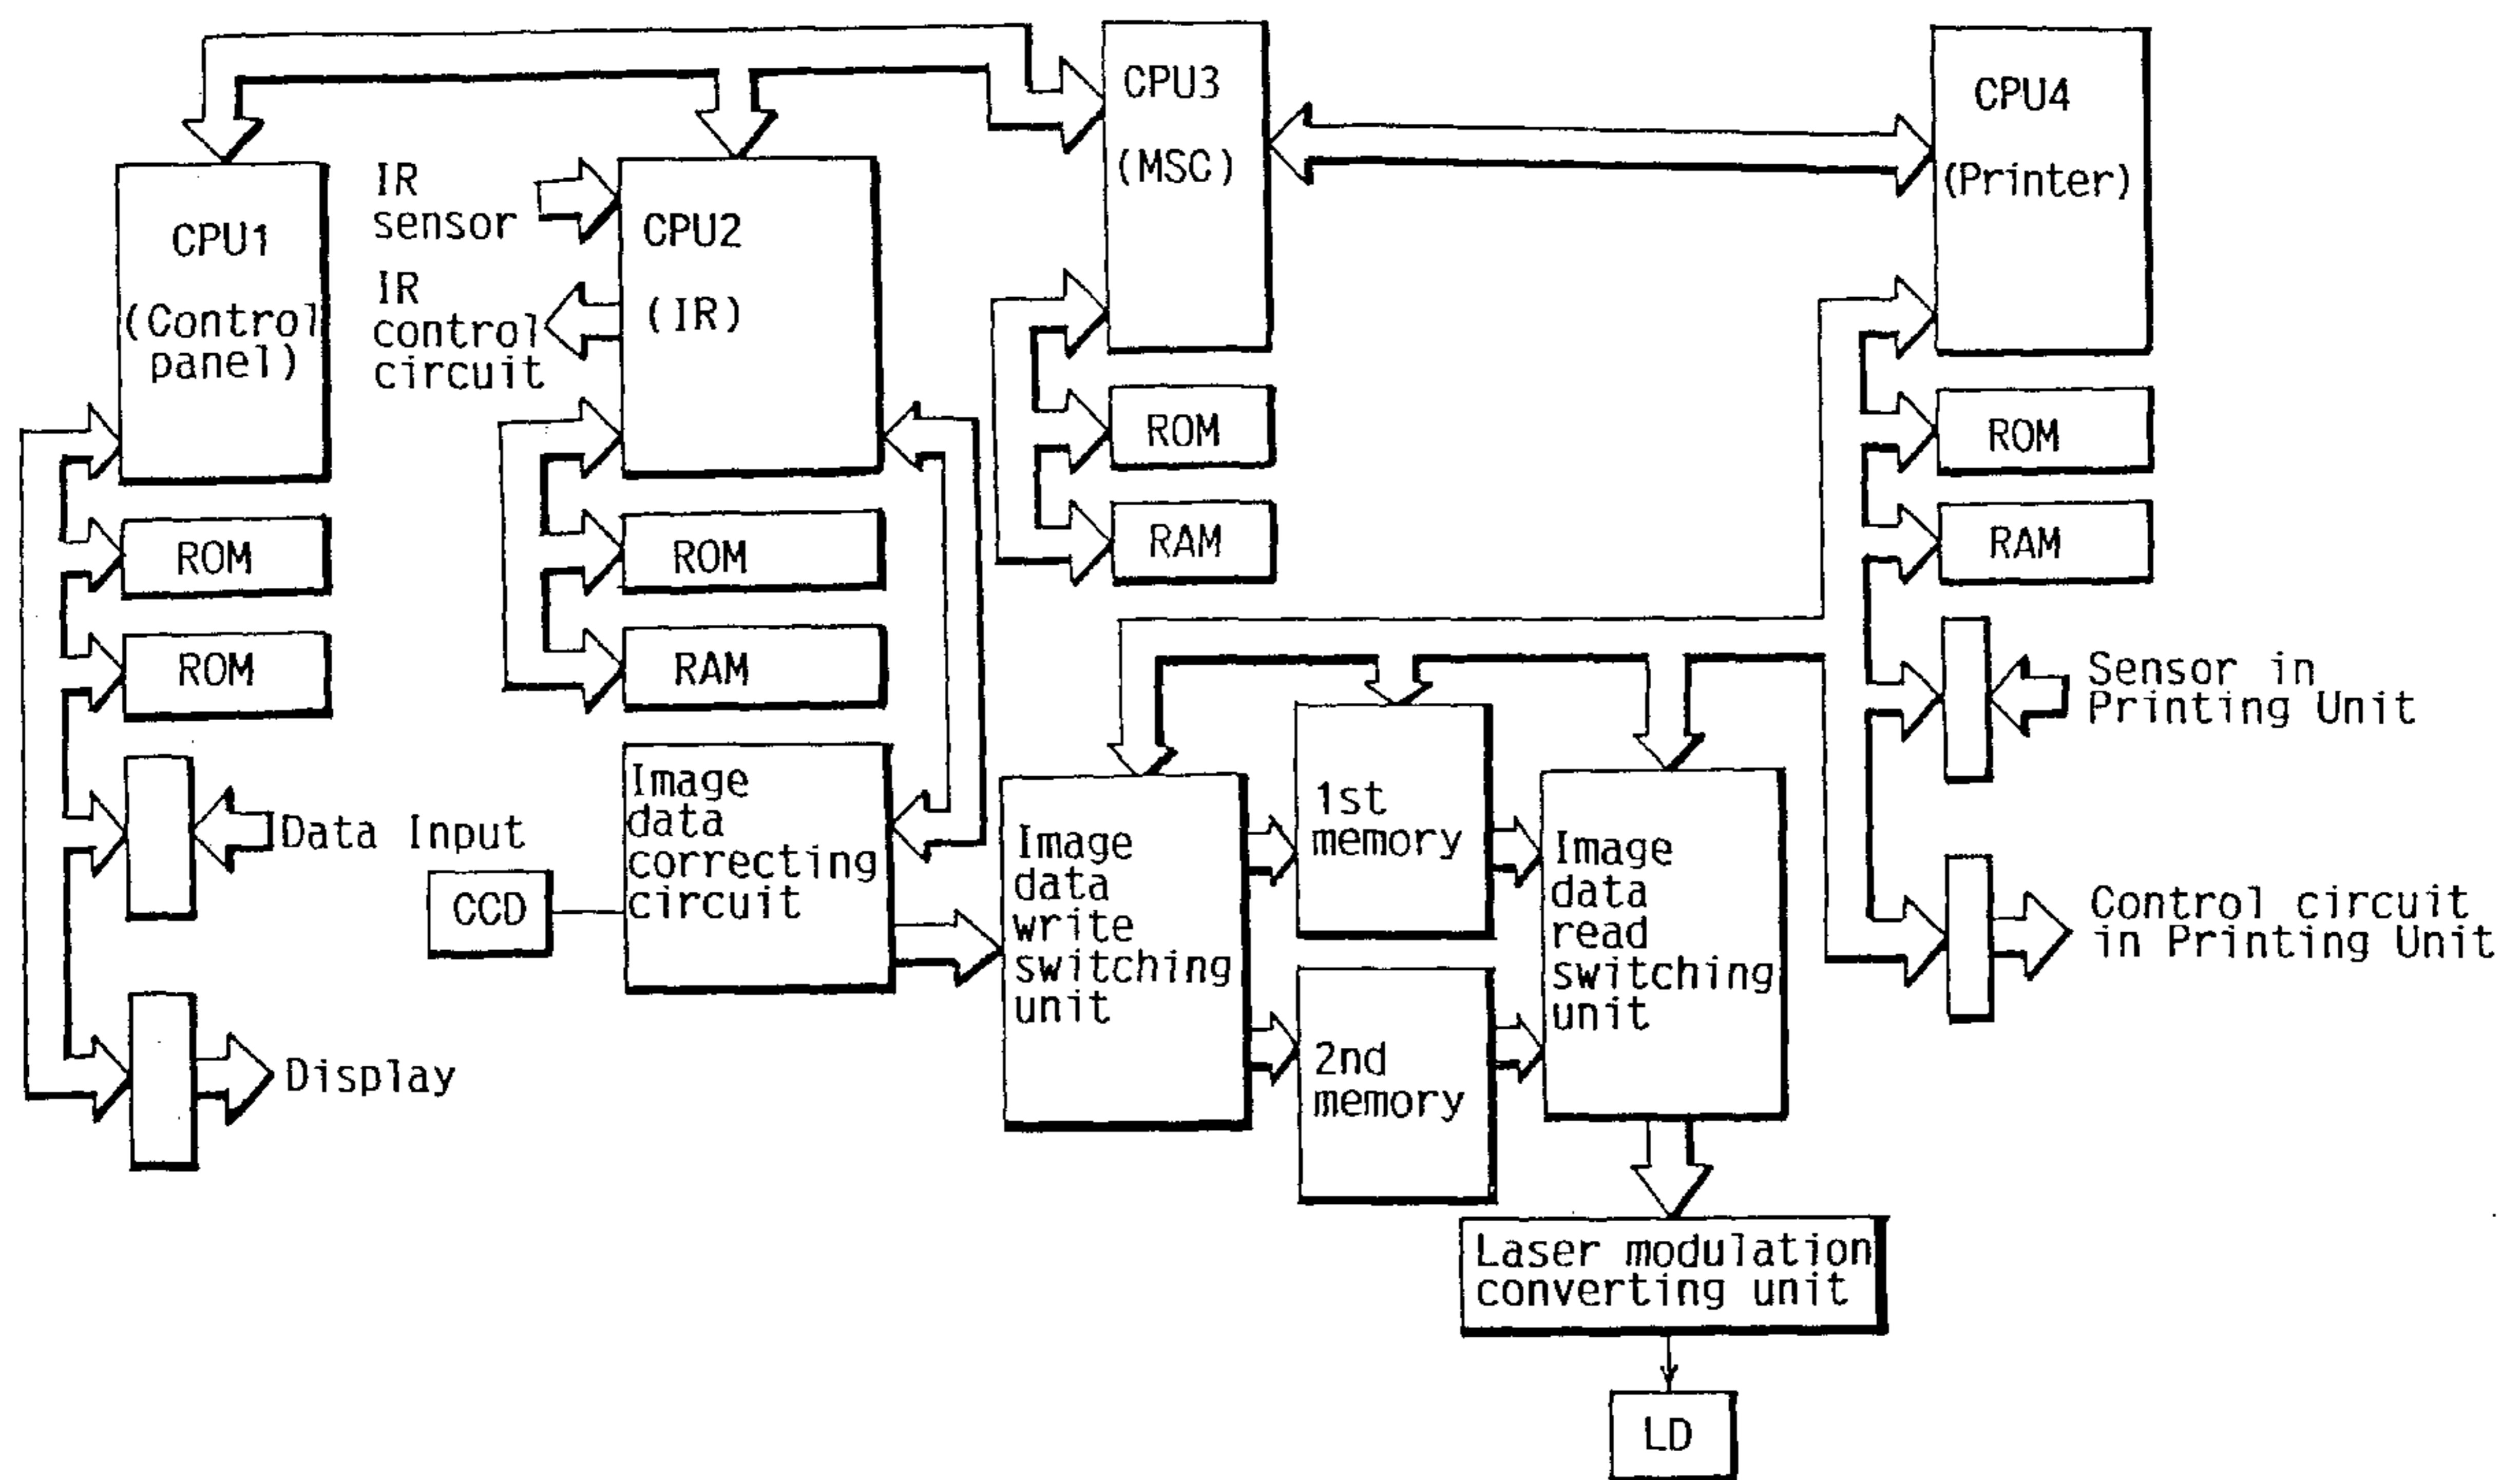 CPU1
(Control
panel)
ROM
ROM
Data Input
Display
IR
sensor
IR
control
circuit
CPU2
(IR)
ROM
RAM
CCD
Image
data
correcting
circuit
CPU3
(MSC)
ROM
RAM
Image
data
write
switching
unit
1st
memory
2nd
memory
Image
data
read
switching
unit
Laser modulation
converting unit
LD
CPU4
(Printer)
ROM
RAM
Sensor in
Printing Unit
Control circuit
in Printing Unit